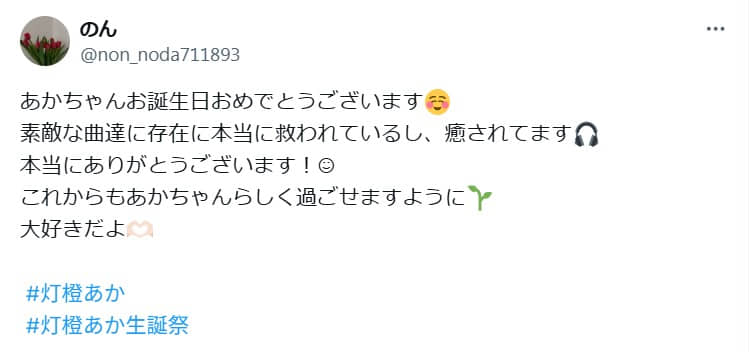 のん
@non_noda711893
あかちゃんお誕生日おめでとうございます☺️
素敵な曲達に存在に本当に救われているし、癒されてます🎧
本当にありがとうございます！☺
これからもあかちゃんらしく過ごせますように🌱
大好きだよ🫶🏻
#灯橙あか
#灯橙あか生誕祭